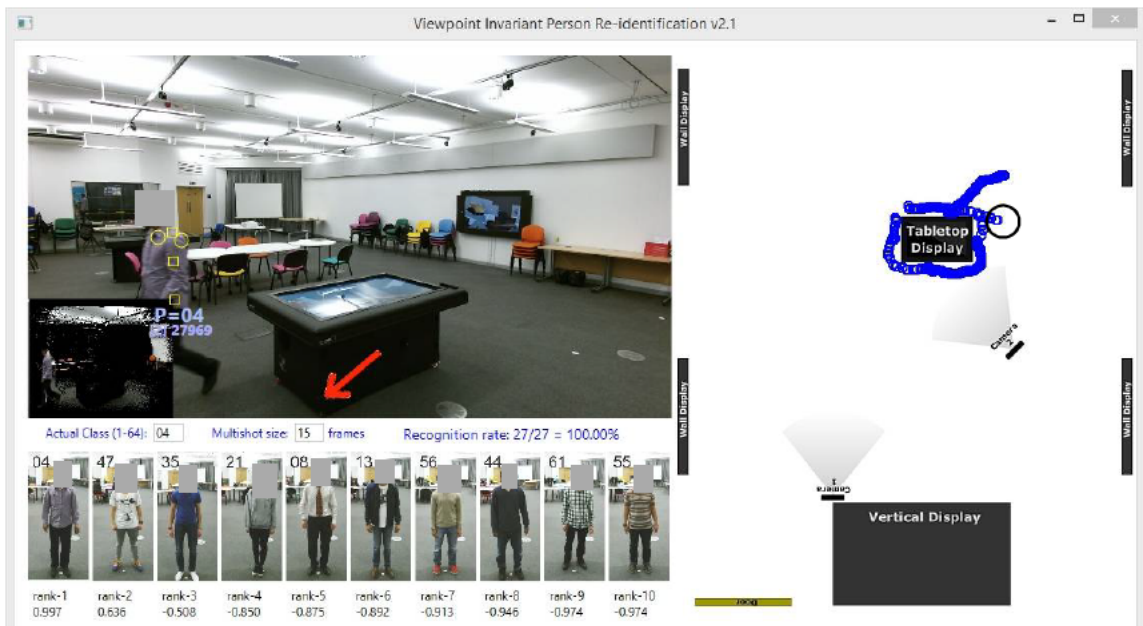 Viewpoint Invariant Person Re-identification v2.1
P=04
27969
Actual Class (1-64): 04 Multishot size: 15 frames Recognition rate: 27/27 = 100.00%
04 47 35 21 08 13 56 44 61 55
rank-1 rank-2 rank-3 rank-4 rank-5 rank-6 rank-7 rank-8 rank-9 rank-10
0.997 0.636 -0.508 -0.850 -0.875 -0.892 -0.913 -0.946 -0.974 -0.974
Wall Display
Wall Display
Tabletop
Display
Camera
2
Wall Display
Wall Display
Camera
1
Vertical Display
Door